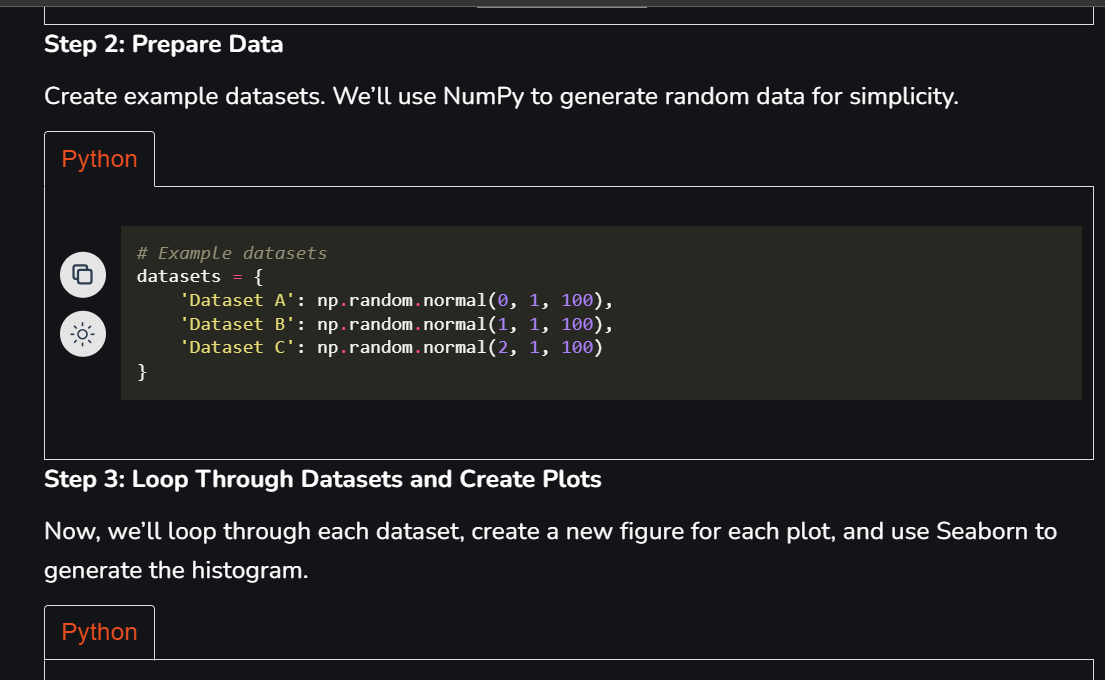 Step 2: Prepare Data
Create example datasets. We’ll use NumPy to generate random data for simplicity.
Python
# Example datasets
datasets = {
    'Dataset A': np.random.normal(0, 1, 100),
    'Dataset B': np.random.normal(1, 1, 100),
    'Dataset C': np.random.normal(2, 1, 100)
}
Step 3: Loop Through Datasets and Create Plots
Now, we’ll loop through each dataset, create a new figure for each plot, and use Seaborn to
generate the histogram.
Python